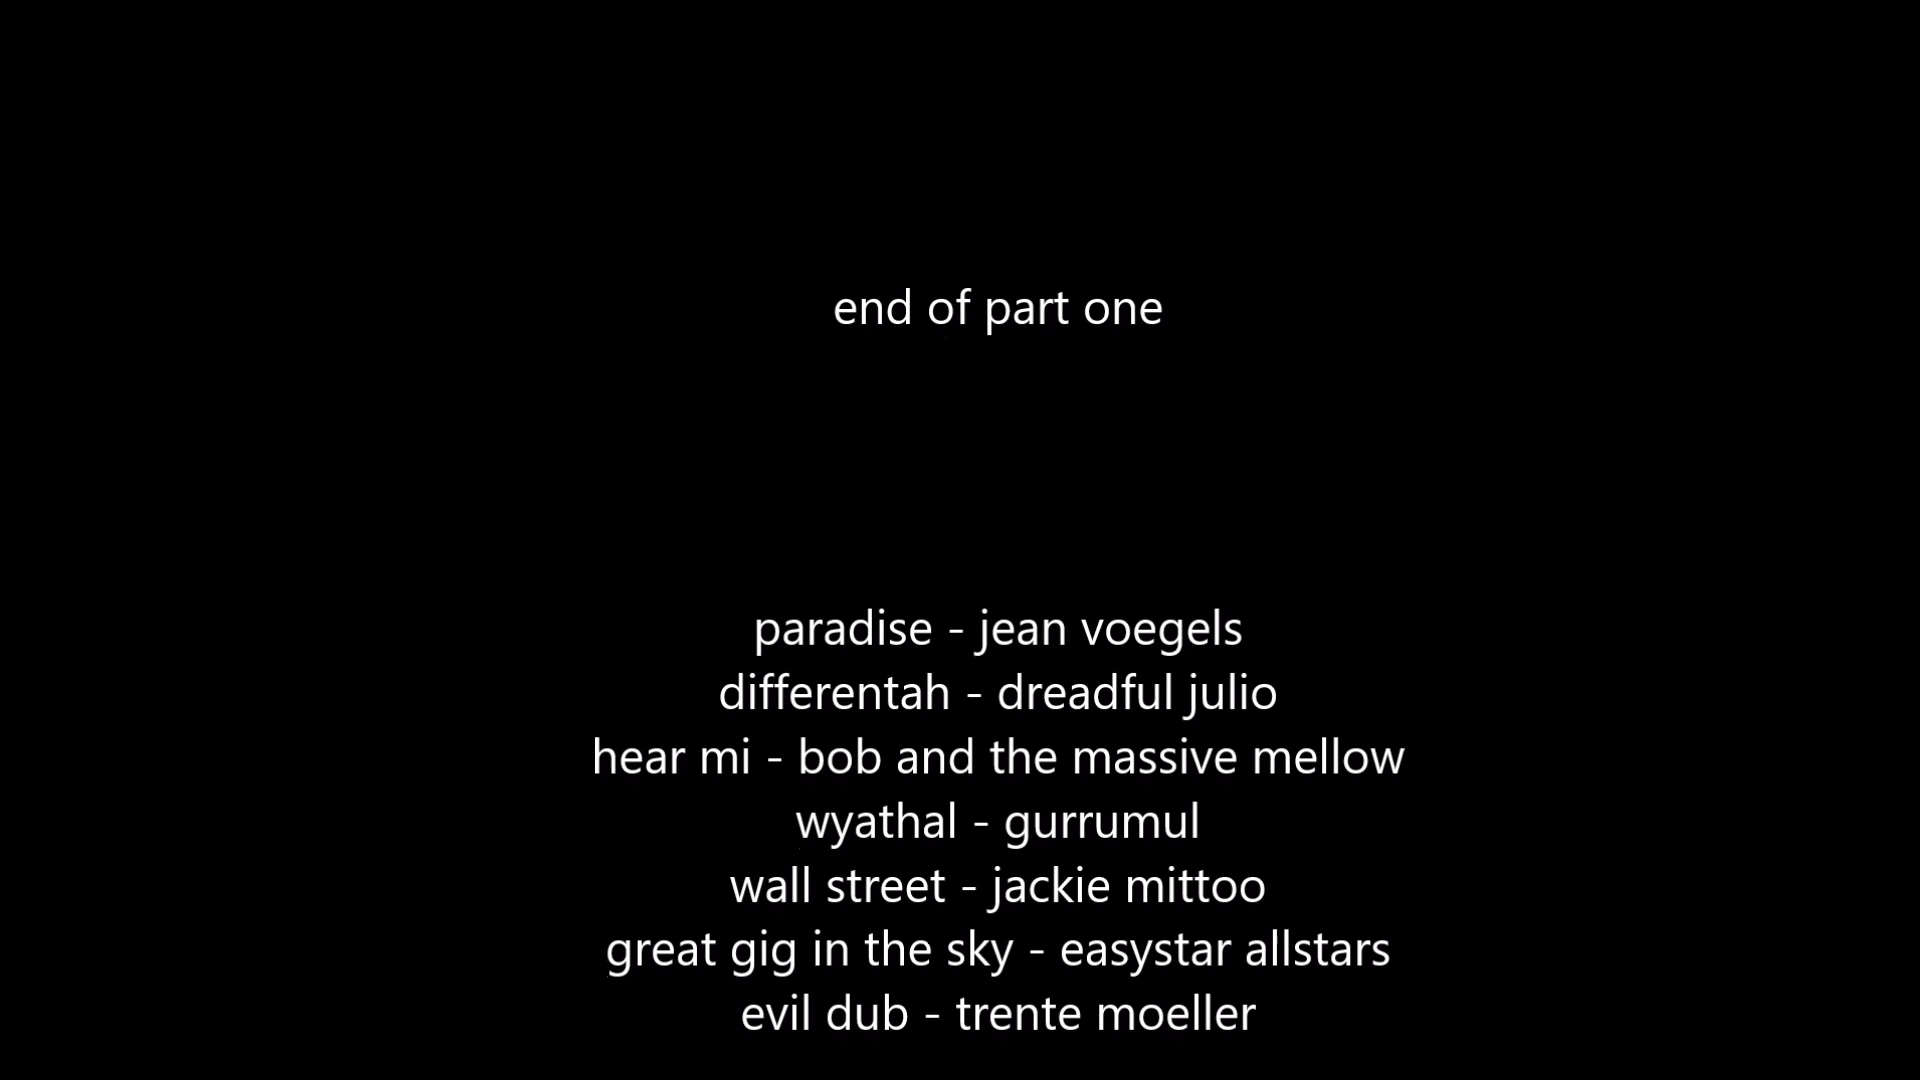 end of part one
paradise - jean voegels
differentah - dreadful julio
hear mi - bob and the massive mellow
wyathal - gurrumul
wall street - jackie mittoo
great gig in the sky - easystar allstars
evil dub - trente moeller